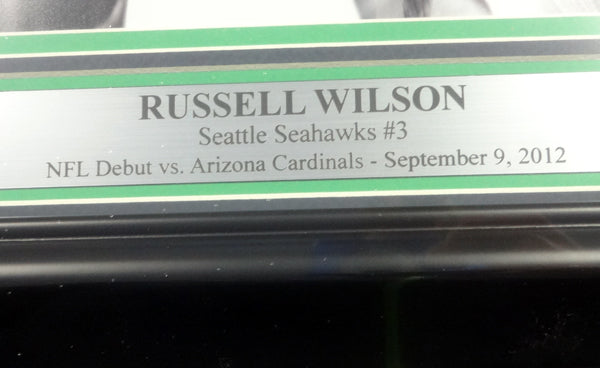 RUSSELL WILSON
Seattle Seahawks #3
NFL Debut vs. Arizona Cardinals - September 9, 2012